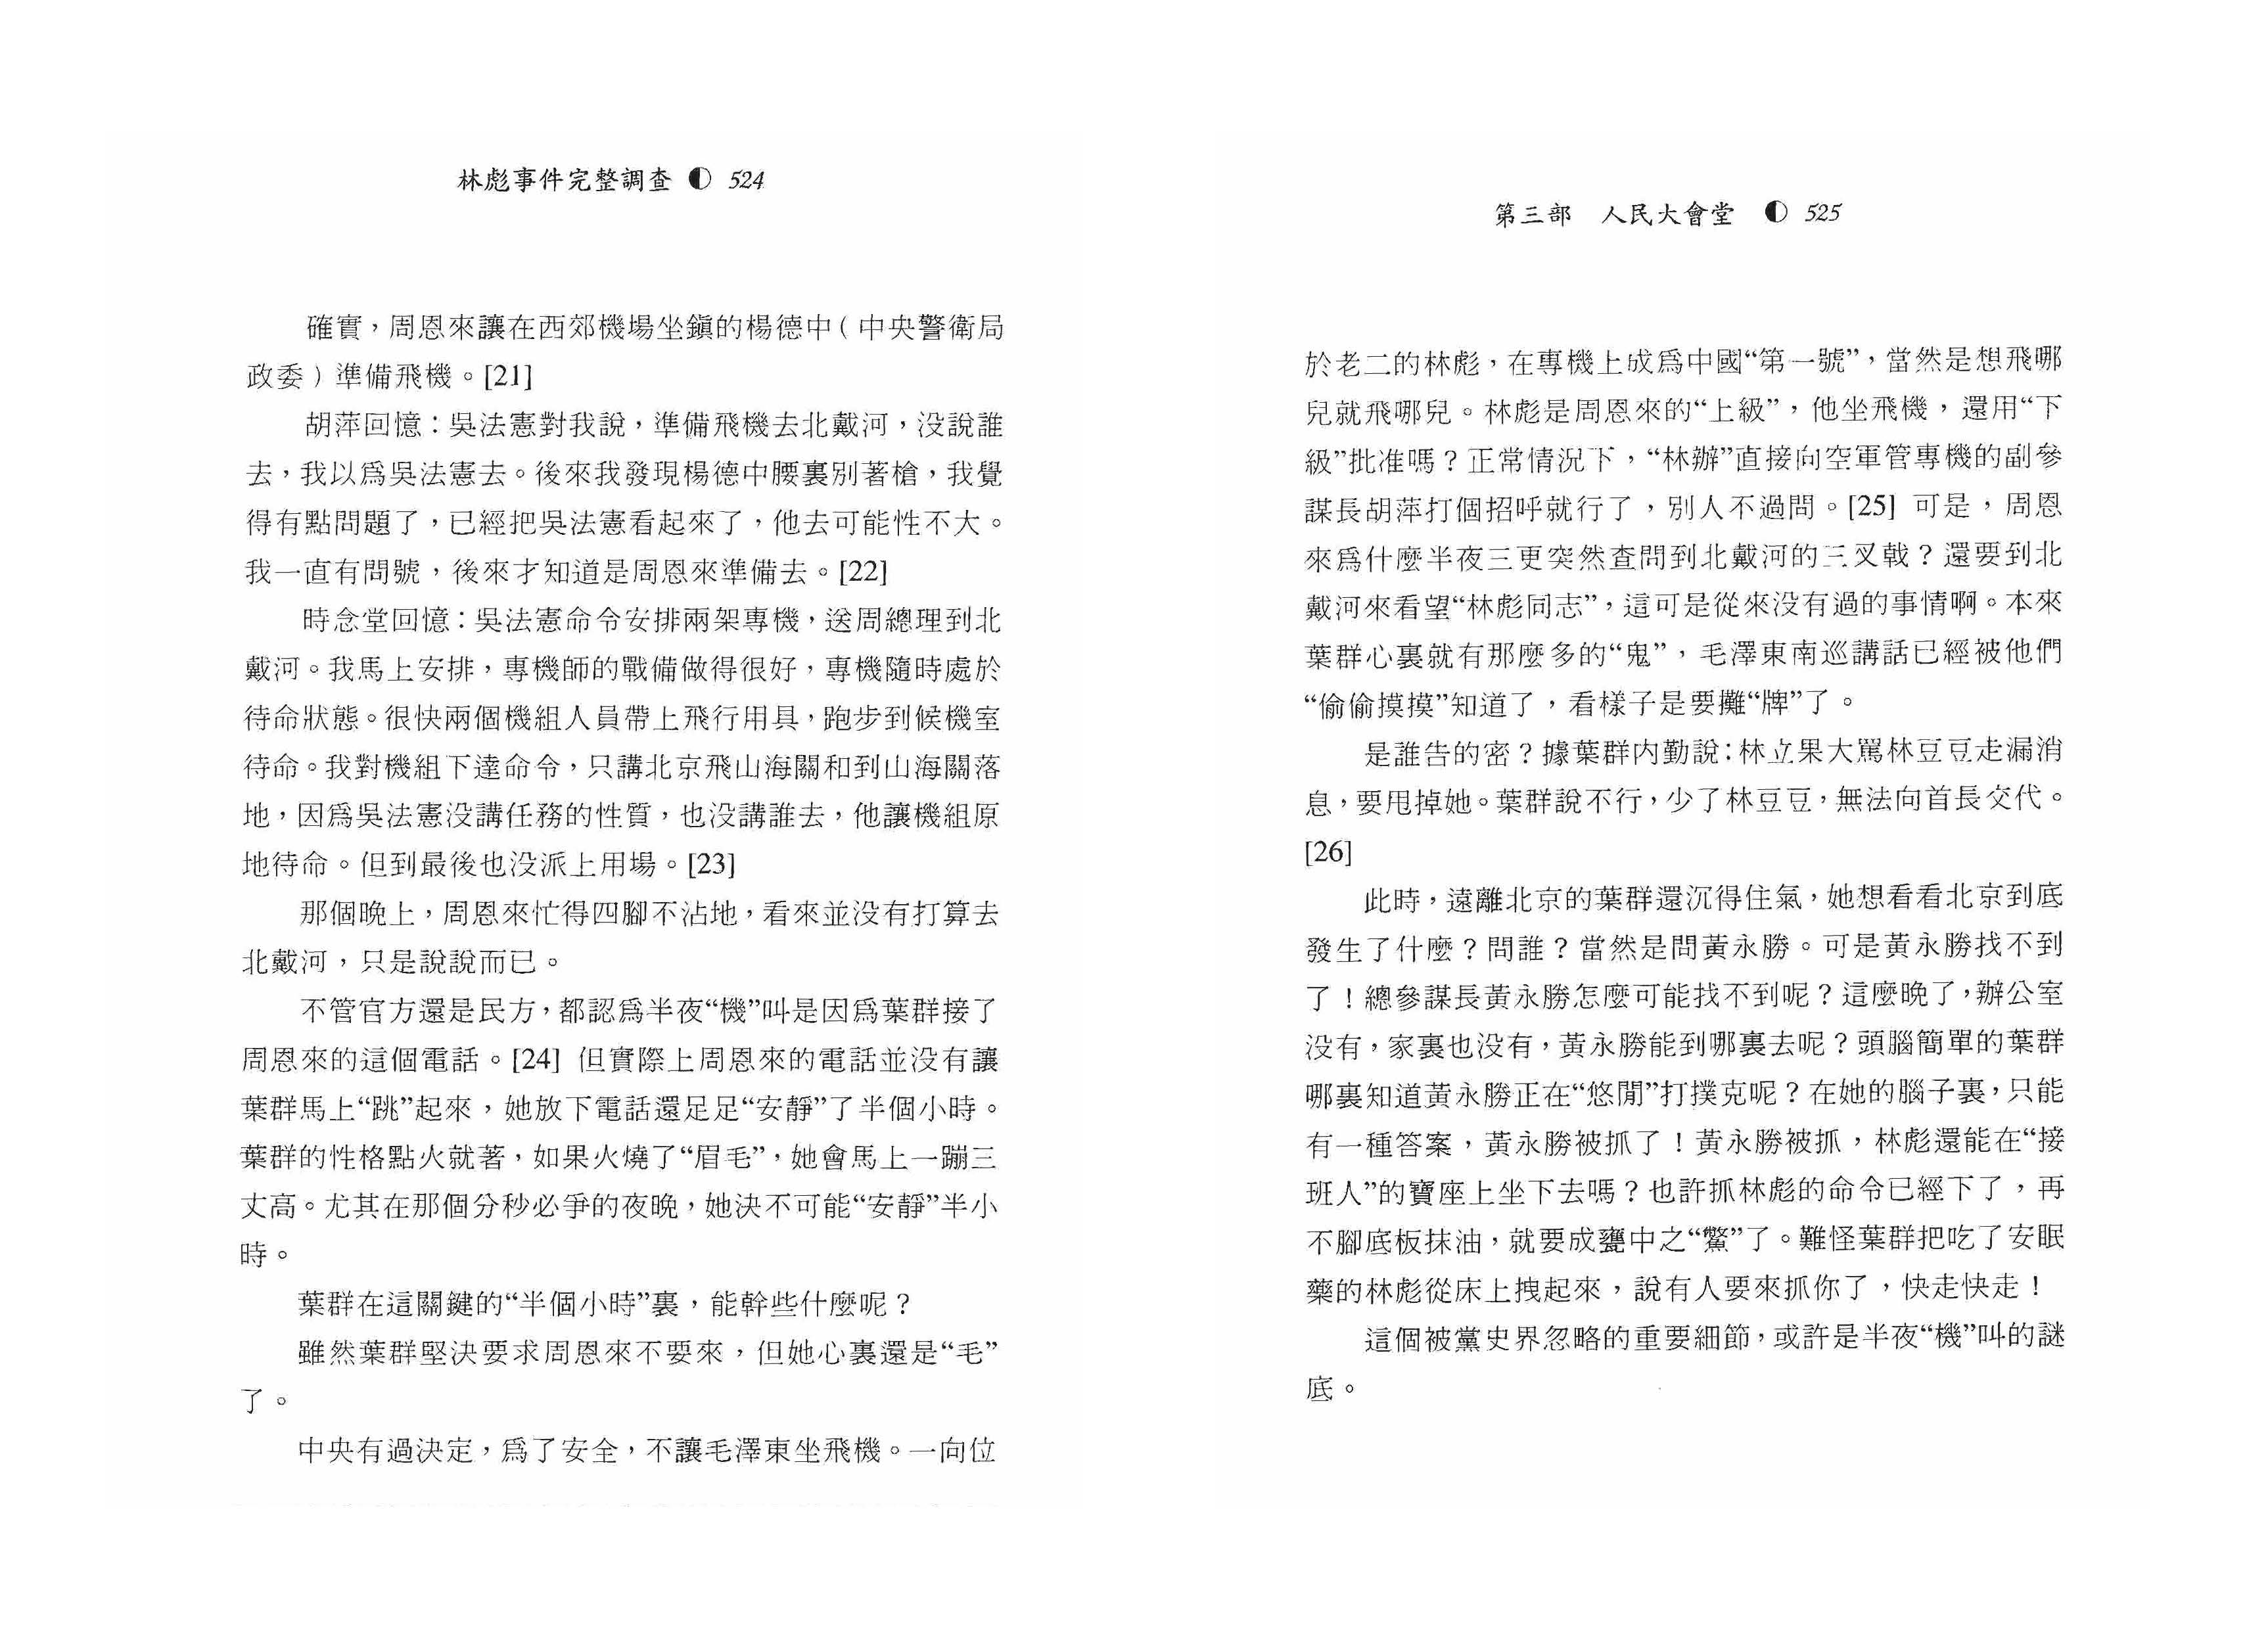 林彪事件完整調查 ◐ 524
確實，周恩來讓在西郊機場坐鎮的楊德中（中央警衛局
政委）準備飛機。[21]
胡萍回憶：吳法憲對我說，準備飛機去北戴河，没說誰
去，我以爲吳法憲去。後來我發現楊德中腰裏別著槍，我覺
得有點問題了，已經把吳法憲看起來了，他去可能性不大。
我一直有問號，後來才知道是周恩來準備去。[22]
時念堂回憶：吳法憲命令安排兩架專機，送周總理到北
戴河。我馬上安排，專機師的戰備做得很好，專機隨時處於
待命狀態。很快兩個機組人員帶上飛行用具，跑步到候機室
待命。我對機組下達命令，只講北京飛山海關和到山海關落
地，因爲吳法憲没講任務的性質，也没講誰去，他讓機組原
地待命。但到最後也没派上用場。[23]
那個晚上，周恩來忙得四腳不沾地，看來並没有打算去
北戴河，只是說說而已。
不管官方還是民方，都認爲半夜“機”叫是因爲葉群接了
周恩來的這個電話。[24] 但實際上周恩來的電話並没有讓
葉群馬上“跳”起來，她放下電話還足足“安靜”了半個小時。
葉群的性格點火就著，如果火燒了“眉毛”，她會馬上一蹦三
丈高。尤其在那個分秒必爭的夜晚，她決不可能“安靜”半小
時。
葉群在這關鍵的“半個小時”裏，能幹些什麼呢？
雖然葉群堅決要求周恩來不要來，但她心裏還是“毛”
了。
中央有過決定，爲了安全，不讓毛澤東坐飛機。一向位
第三部 人民大會堂 ◐ 525
於老二的林彪，在專機上成爲中國“第一號”，當然是想飛哪
兒就飛哪兒。林彪是周恩來的“上級”，他坐飛機，還用“下
級”批准嗎？正常情況下，“林辦”直接向空軍管專機的副參
謀長胡萍打個招呼就行了，別人不過問。[25] 可是，周恩
來爲什麼半夜三更突然查問到北戴河的三叉戟？還要到北
戴河來看望“林彪同志”，這可是從來没有過的事情啊。本來
葉群心裏就有那麼多的“鬼”，毛澤東南巡講話已經被他們
“偷偷摸摸”知道了，看樣子是要攤“牌”了。
是誰告的密？據葉群内勤說：林立果大罵林豆豆走漏消
息，要甩掉她。葉群說不行，少了林豆豆，無法向首長交代。
[26]
此時，遠離北京的葉群還沉得住氣，她想看看北京到底
發生了什麼？問誰？當然是問黃永勝。可是黃永勝找不到
了！總參謀長黃永勝怎麼可能找不到呢？這麼晚了，辦公室
没有，家裏也没有，黃永勝能到哪裏去呢？頭腦簡單的葉群
哪裏知道黃永勝正在“悠閒”打撲克呢？在她的腦子裏，只能
有一種答案，黃永勝被抓了！黃永勝被抓，林彪還能在“接
班人”的寶座上坐下去嗎？也許抓林彪的命令已經下了，再
不腳底板抹油，就要成甕中之“鱉”了。難怪葉群把吃了安眠
藥的林彪從床上拽起來，說有人要來抓你了，快走快走！
這個被黨史界忽略的重要細節，或許是半夜“機”叫的謎
底。